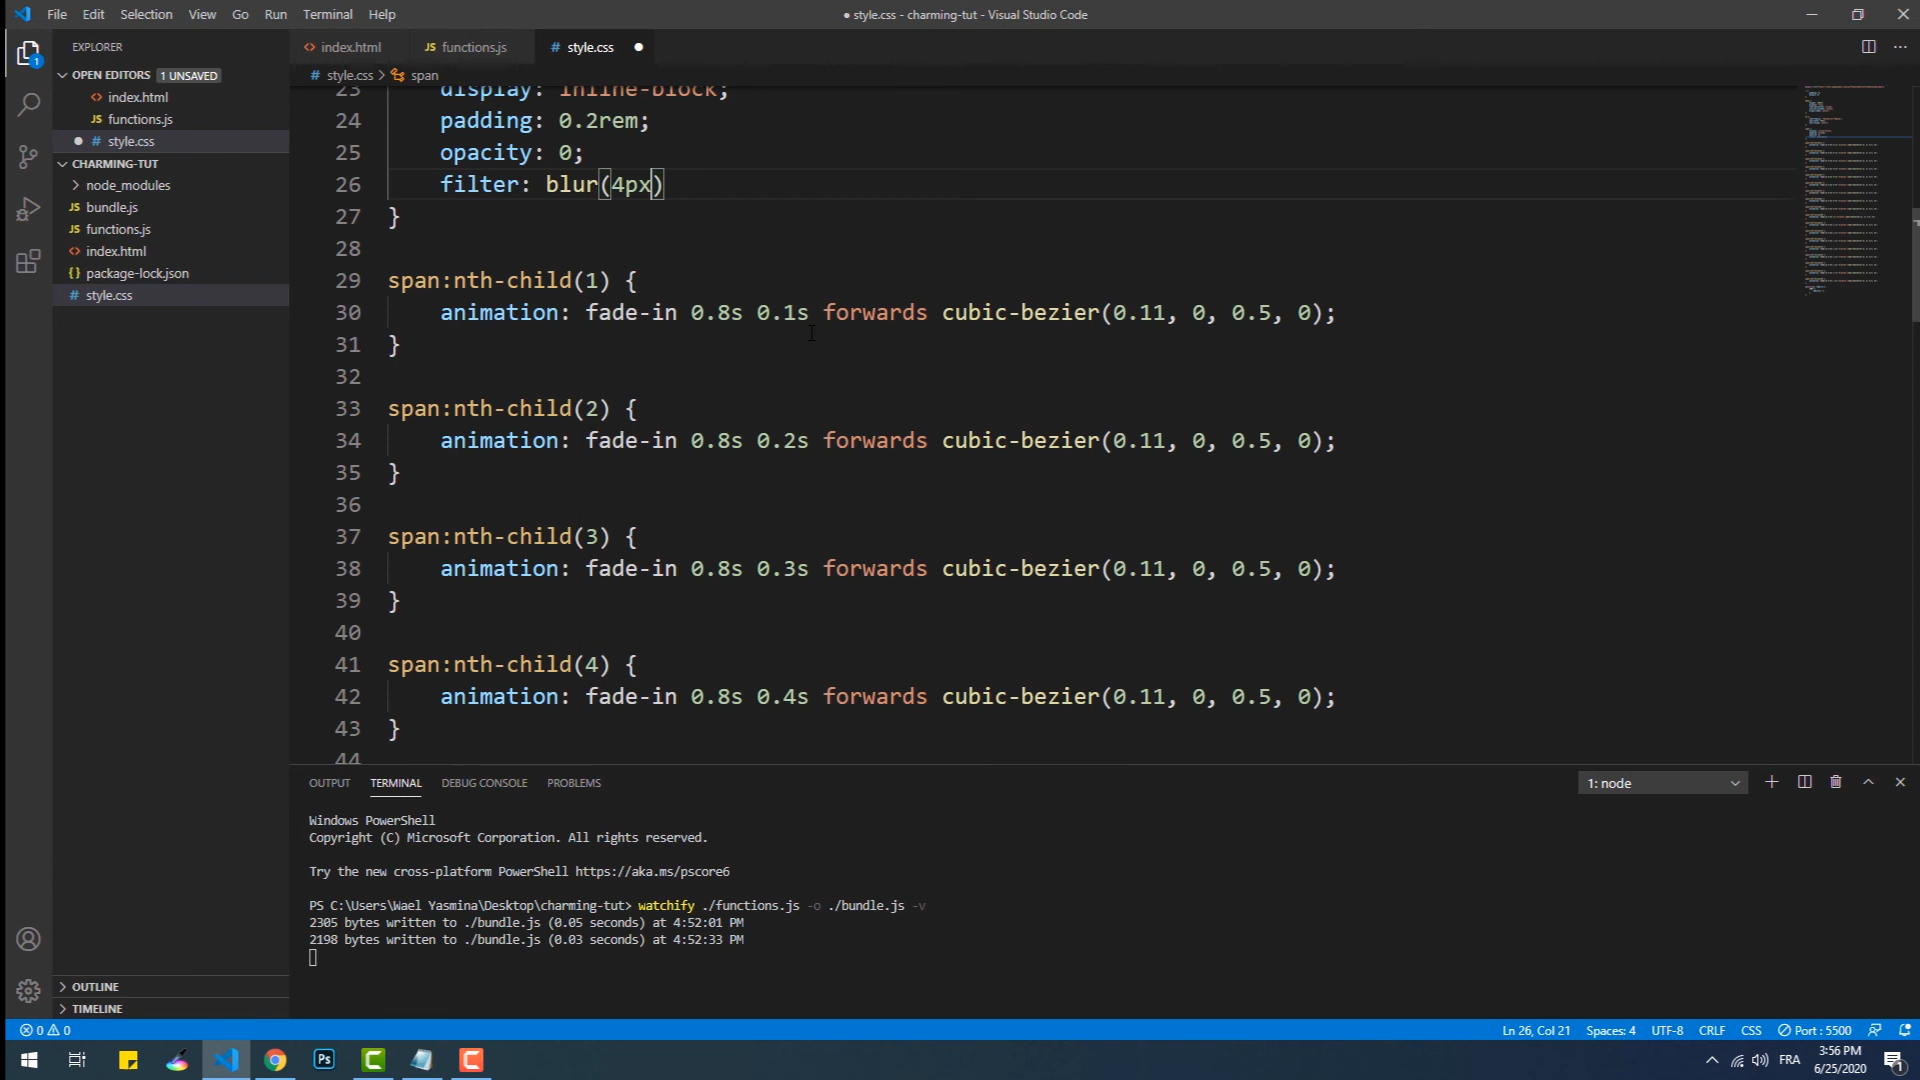 File Edit Selection View Go Run Terminal Help
● style.css - charming-tut - Visual Studio Code
EXPLORER
OPEN EDITORS 1 UNSAVED
index.html
functions.js
style.css
CHARMING-TUT
node_modules
bundle.js
functions.js
index.html
package-lock.json
style.css
OUTLINE
TIMELINE
index.html
JS functions.js
# style.css
# style.css > span
23 display: inline-block;
24 padding: 0.2rem;
25 opacity: 0;
26 filter: blur(4px)
27 }
28
29 span:nth-child(1) {
30 animation: fade-in 0.8s 0.1s forwards cubic-bezier(0.11, 0, 0.5, 0);
31 }
32
33 span:nth-child(2) {
34 animation: fade-in 0.8s 0.2s forwards cubic-bezier(0.11, 0, 0.5, 0);
35 }
36
37 span:nth-child(3) {
38 animation: fade-in 0.8s 0.3s forwards cubic-bezier(0.11, 0, 0.5, 0);
39 }
40
41 span:nth-child(4) {
42 animation: fade-in 0.8s 0.4s forwards cubic-bezier(0.11, 0, 0.5, 0);
43 }
44
OUTPUT TERMINAL DEBUG CONSOLE PROBLEMS
1: node
Windows PowerShell
Copyright (C) Microsoft Corporation. All rights reserved.
Try the new cross-platform PowerShell https://aka.ms/pscore6
PS C:\Users\Wael Yasmina\Desktop\charming-tut> watchify ./functions.js -o ./bundle.js -v
2305 bytes written to ./bundle.js (0.05 seconds) at 4:52:01 PM
2198 bytes written to ./bundle.js (0.03 seconds) at 4:52:33 PM
0 0
Ln 26, Col 21 Spaces: 4 UTF-8 CRLF CSS Port : 5500
Ps
FRA
3:56 PM
6/25/2020
1